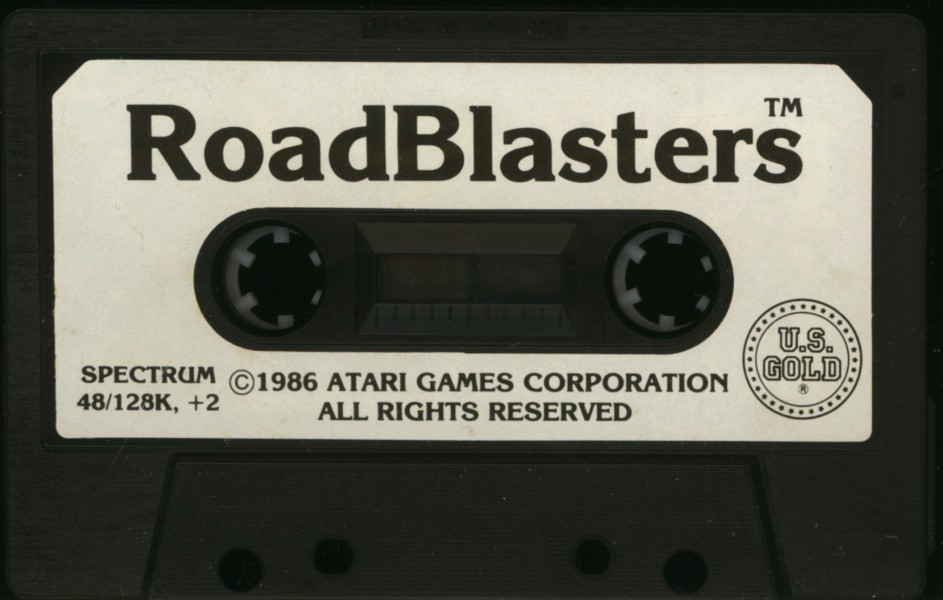 RoadBlasters™
SPECTRUM
48/128K, +2
©1986 ATARI GAMES CORPORATION
ALL RIGHTS RESERVED
U.S.
GOLD
®